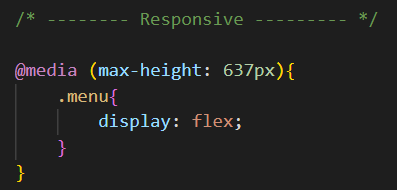 /* -------- Responsive --------- */
@media (max-height: 637px){
.menu{
display: flex;
}
}